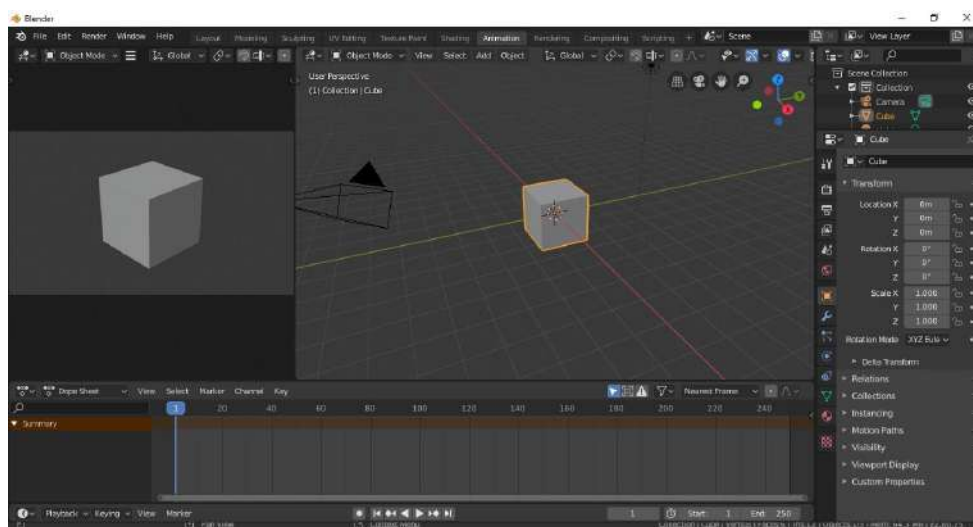 Blender
File Edit Render Window Help Layout Modeling Sculpting UV Editing Texture Paint Shading Animation Rendering Compositing Scripting + Scene View Layer
Object Mode Global Object Mode View Select Add Object Global
User Perspective
(1) Collection | Cube
Scene Collection
Collection
Camera
Cube
Cube
Cube
Transform
Location X 0m
Y 0m
Z 0m
Rotation X 0°
Y 0°
Z 0°
Scale X 1.000
Y 1.000
Z 1.000
Rotation Mode XYZ Eule
Delta Transform
Relations
Collections
Instancing
Motion Paths
Visibility
Viewport Display
Custom Properties
Dope Sheet View Select Marker Channel Key Nearest Frame
1 20 40 60 80 100 120 140 160 180 200 220 240
Summary
Playback Keying View Marker 1 Start: 1 End: 250